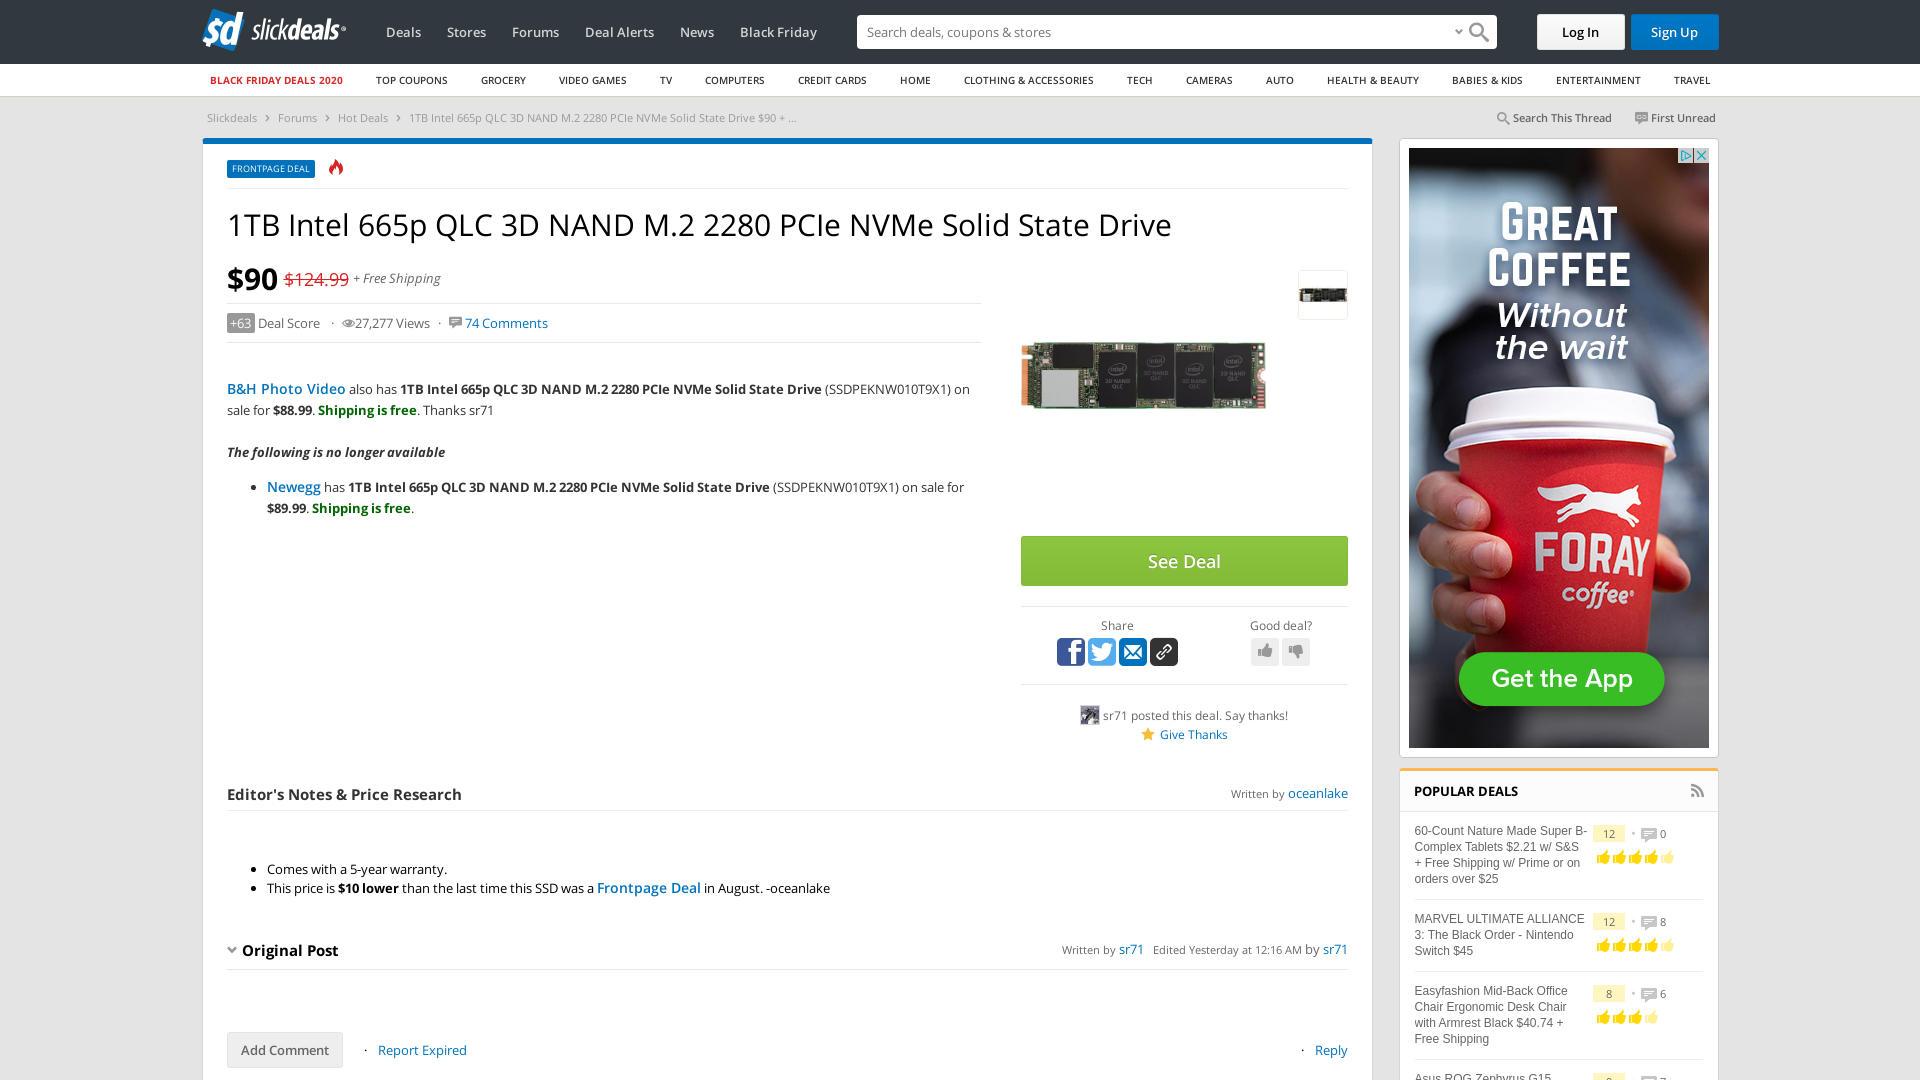 slickdeals
Deals
Stores
Forums
Deal Alerts
News
Black Friday
Search deals, coupons & stores
Log In
Sign Up
BLACK FRIDAY DEALS 2020
TOP COUPONS
GROCERY
VIDEO GAMES
TV
COMPUTERS
CREDIT CARDS
HOME
CLOTHING & ACCESSORIES
TECH
CAMERAS
AUTO
HEALTH & BEAUTY
BABIES & KIDS
ENTERTAINMENT
TRAVEL
Slickdeals › Forums › Hot Deals › 1TB Intel 665p QLC 3D NAND M.2 2280 PCIe NVMe Solid State Drive $90 + ...
Search This Thread
First Unread
FRONTPAGE DEAL
1TB Intel 665p QLC 3D NAND M.2 2280 PCIe NVMe Solid State Drive
$90 $124.99 + Free Shipping
+63 Deal Score · 27,277 Views · 74 Comments
B&H Photo Video also has 1TB Intel 665p QLC 3D NAND M.2 2280 PCIe NVMe Solid State Drive (SSDPEKNW010T9X1) on
sale for $88.99. Shipping is free. Thanks sr71
The following is no longer available
Newegg has 1TB Intel 665p QLC 3D NAND M.2 2280 PCIe NVMe Solid State Drive (SSDPEKNW010T9X1) on sale for
$89.99. Shipping is free.
See Deal
Share
Good deal?
sr71 posted this deal. Say thanks!
Give Thanks
Editor's Notes & Price Research
Written by oceanlake
Comes with a 5-year warranty.
This price is $10 lower than the last time this SSD was a Frontpage Deal in August. -oceanlake
Original Post
Written by sr71 Edited Yesterday at 12:16 AM by sr71
Add Comment
· Report Expired
· Reply
GREAT
COFFEE
Without
the wait
FORAY
coffee
Get the App
POPULAR DEALS
60-Count Nature Made Super B-
Complex Tablets $2.21 w/ S&S
+ Free Shipping w/ Prime or on
orders over $25
12 · 0
MARVEL ULTIMATE ALLIANCE
3: The Black Order - Nintendo
Switch $45
12 · 8
Easyfashion Mid-Back Office
Chair Ergonomic Desk Chair
with Armrest Black $40.74 +
Free Shipping
8 · 6
Asus ROG Zephyrus G15